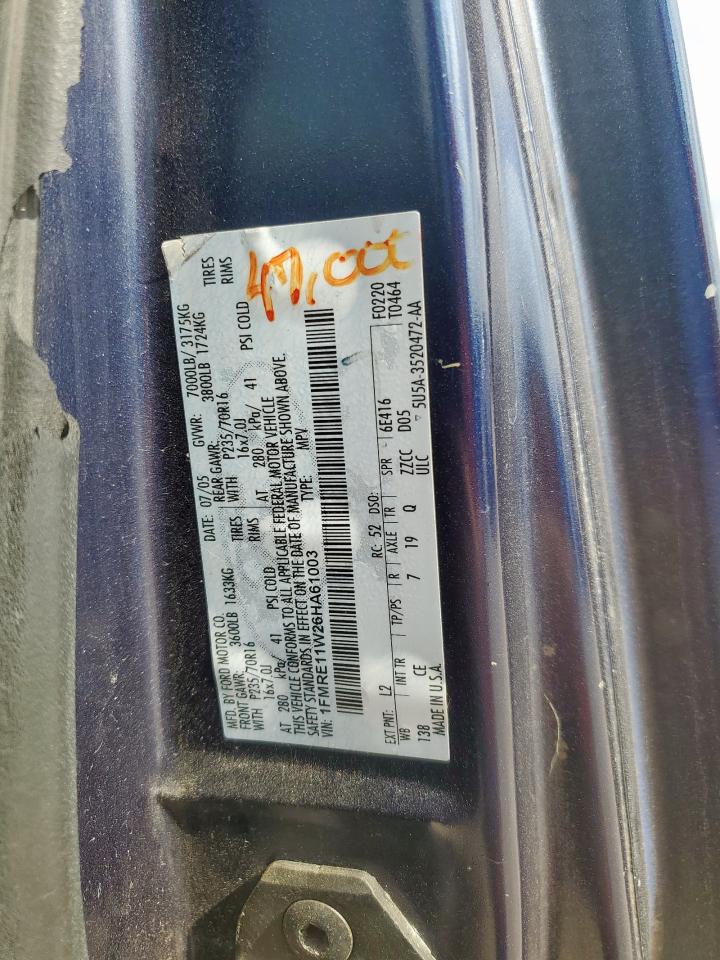 MFD. BY FORD MOTOR CO. DATE: 07/05 GVWR: 7000LB/ 3175KG
FRONT GAWR: 3600LB 1633KG REAR GAWR: 3800LB 1724KG
WITH P235/70R16 TIRES WITH P235/70R16 TIRES
16x7.0J RIMS 16x7.0J RIMS
AT 280 kPa/ 41 PSI COLD AT 280 kPa/ 41 PSI COLD
THIS VEHICLE CONFORMS TO ALL APPLICABLE FEDERAL MOTOR VEHICLE
SAFETY STANDARDS IN EFFECT ON THE DATE OF MANUFACTURE SHOWN ABOVE.
VIN: 1FMRE11W26HA61003 TYPE: MPV
EXT PNT: L2 RC: 52 DSO: F0220
WB INT TR TP/PS R AXLE TR SPR 6E416 T0464
138 CE 7 19 Q ZZCC D05
MADE IN U.S.A. ULC 5U5A-3520472-AA